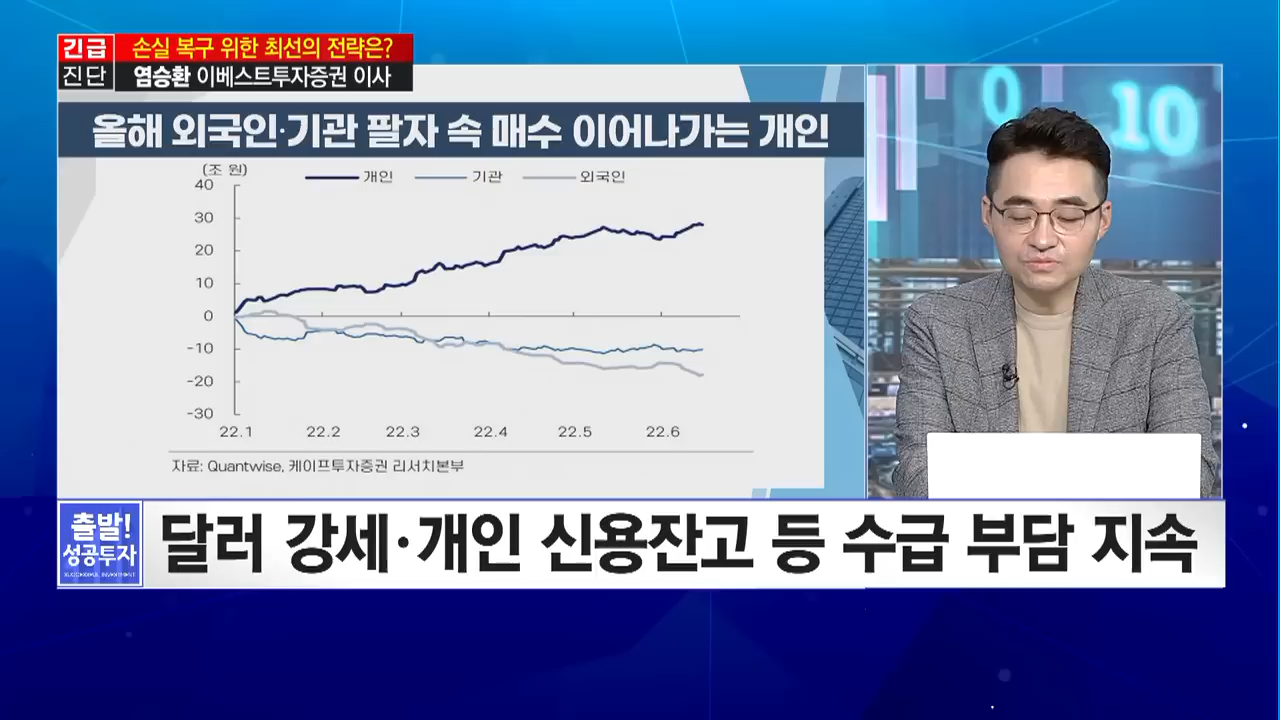 긴급
진단
손실 복구 위한 최선의 전략은?
염승환 이베스트투자증권 이사
올해 외국인·기관 팔자 속 매수 이어나가는 개인
(조 원)
개인 기관 외국인
40
30
20
10
0
-10
-20
-30
22.1 22.2 22.3 22.4 22.5 22.6
자료: Quantwise, 케이프투자증권 리서치본부
0 10
출발!
성공투자
SUCCESSFUL INVESTMENT
달러 강세·개인 신용잔고 등 수급 부담 지속